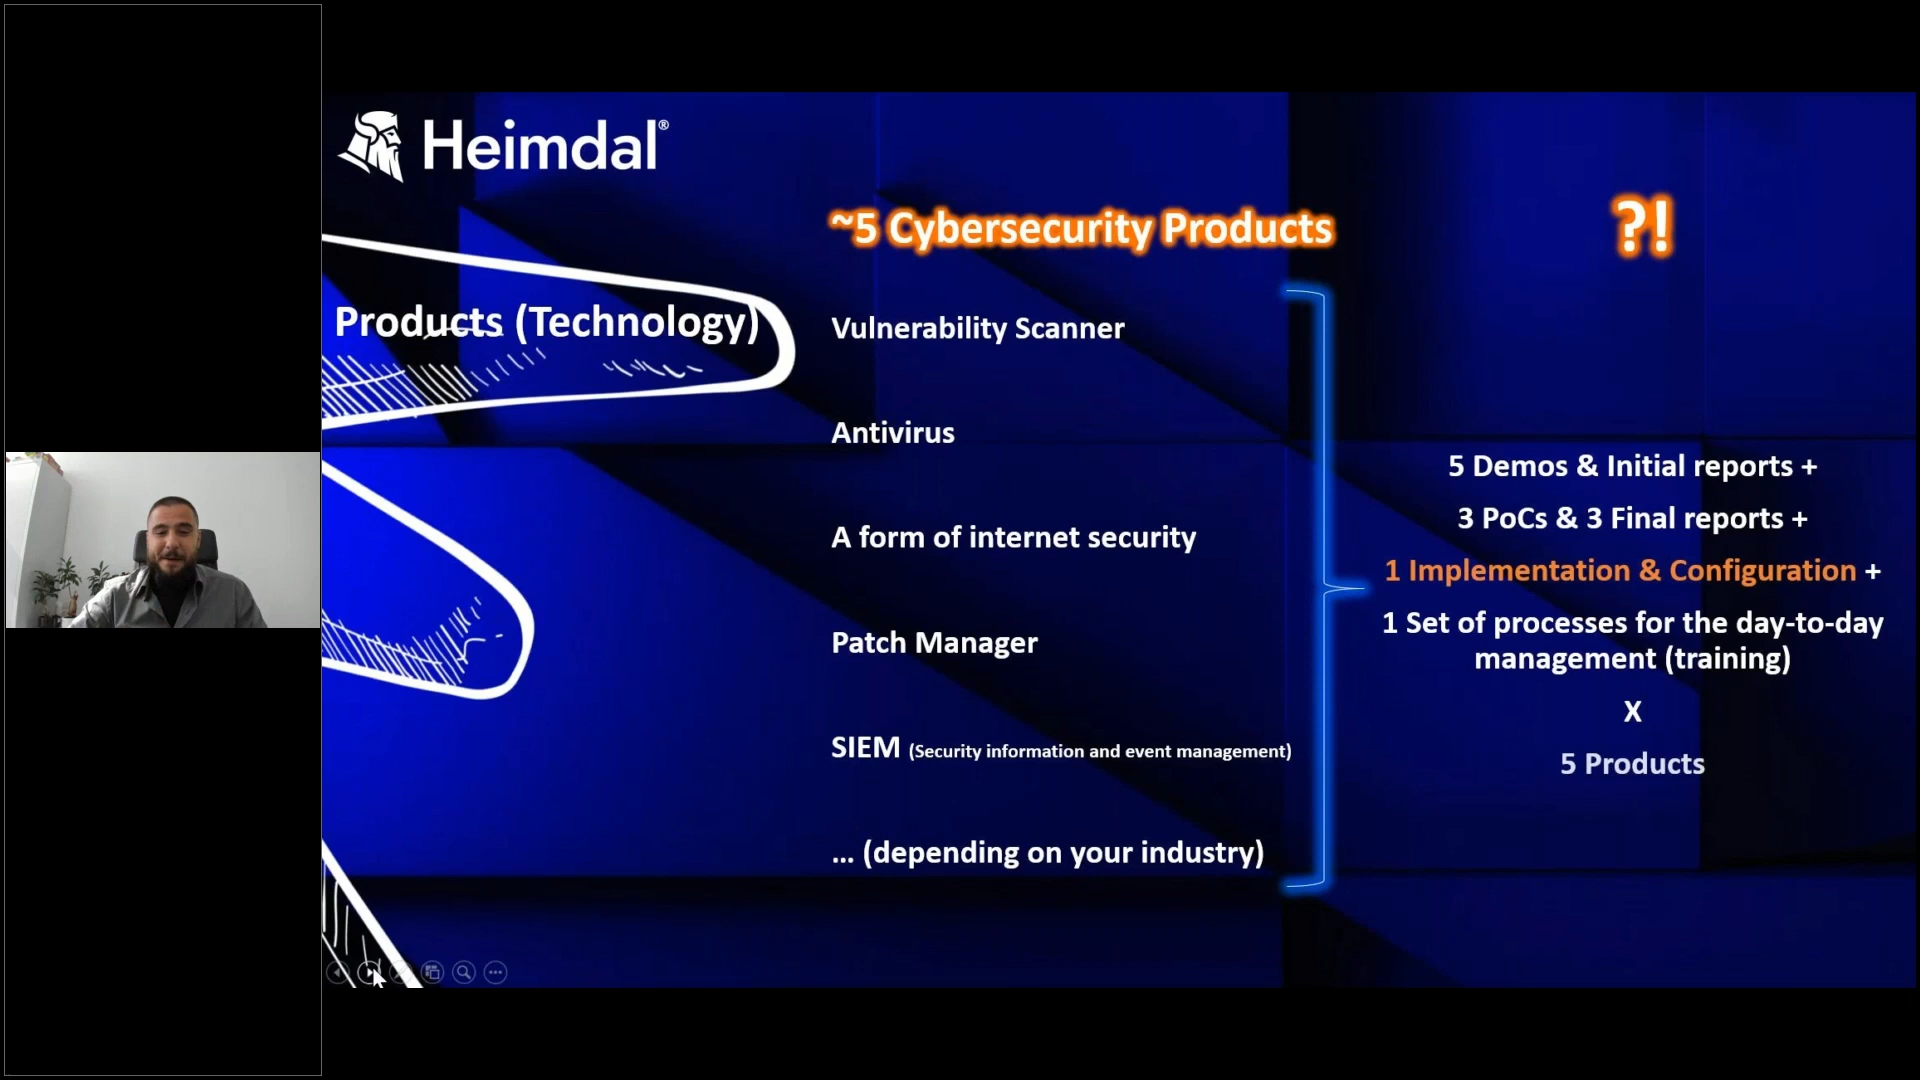 Heimdal®
~5 Cybersecurity Products
?!
Products (Technology)
Vulnerability Scanner
Antivirus
A form of internet security
Patch Manager
SIEM (Security information and event management)
... (depending on your industry)
5 Demos & Initial reports +
3 PoCs & 3 Final reports +
1 Implementation & Configuration +
1 Set of processes for the day-to-day
management (training)
X
5 Products